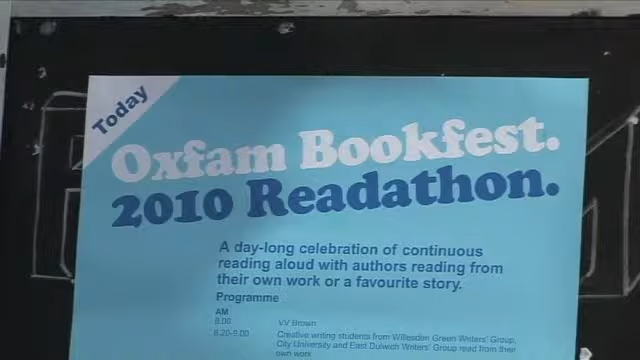 Today
Oxfam Bookfest.
2010 Readathon.
A day-long celebration of continuous
reading aloud with authors reading from
their own work or a favourite story.
Programme
AM
8.00 VV Brown
8.20-9.00 Creative writing students from Willesden Green Writers' Group,
City University and East Dulwich Writers' Group read from their
own work